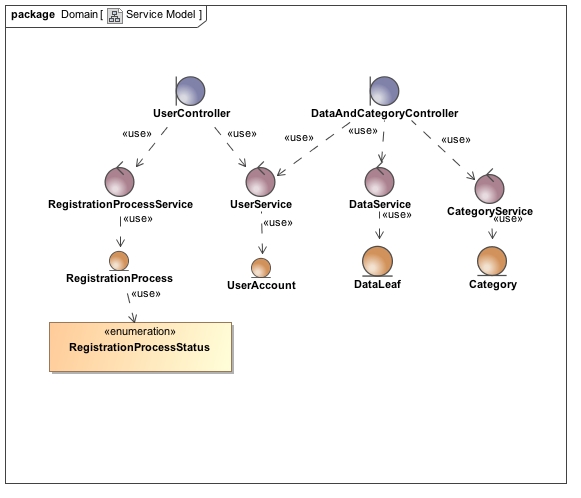 package Domain [ Service Model ]
UserController
DataAndCategoryController
«use»
«use»
«use»
«use»
«use»
RegistrationProcessService
UserService
DataService
CategoryService
«use»
«use»
«use»
«use»
RegistrationProcess
UserAccount
DataLeaf
Category
«use»
«enumeration»
RegistrationProcessStatus